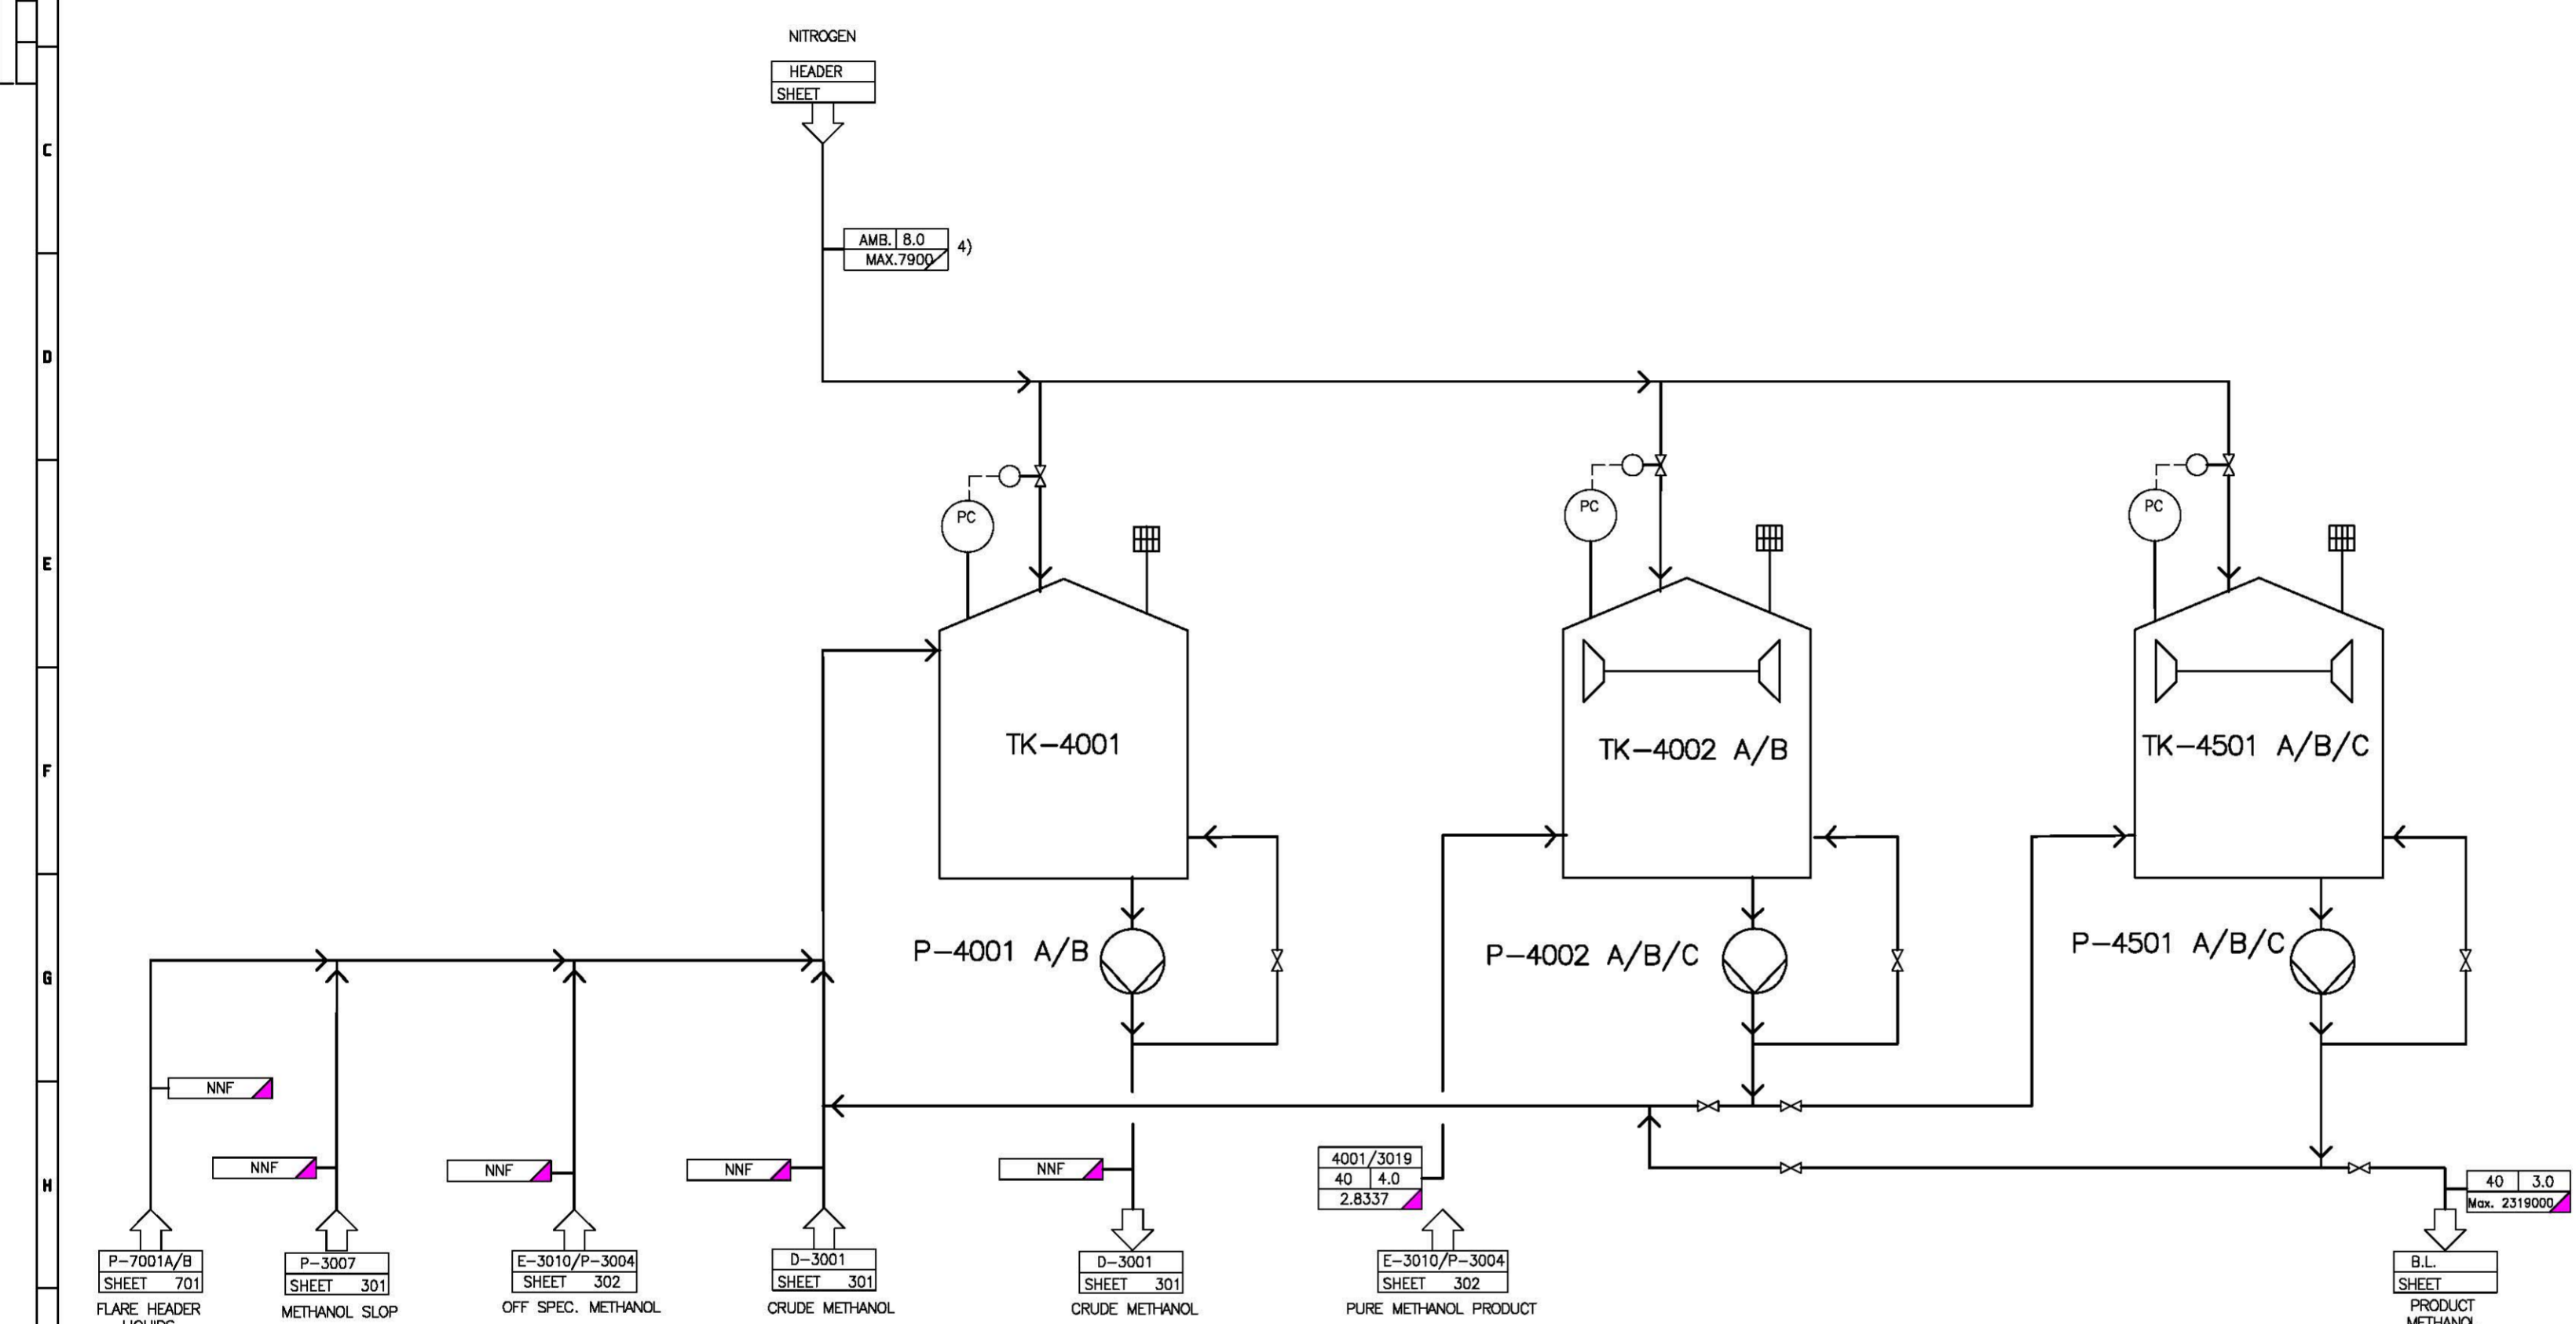 NITROGEN
HEADER
SHEET
C
AMB. 8.0 4)
MAX.7900
D
PC PC PC
E
TK-4001 TK-4002 A/B TK-4501 A/B/C
F
P-4001 A/B P-4002 A/B/C P-4501 A/B/C
G
NNF
NNF NNF NNF NNF
4001/3019
40 4.0
2.8337
H
40 3.0
Max. 2319000
P-7001A/B
SHEET 701
FLARE HEADER
LIQUIDS
P-3007
SHEET 301
METHANOL SLOP
E-3010/P-3004
SHEET 302
OFF SPEC. METHANOL
D-3001
SHEET 301
CRUDE METHANOL
D-3001
SHEET 301
CRUDE METHANOL
E-3010/P-3004
SHEET 302
PURE METHANOL PRODUCT
B.L.
SHEET
PRODUCT
METHANOL